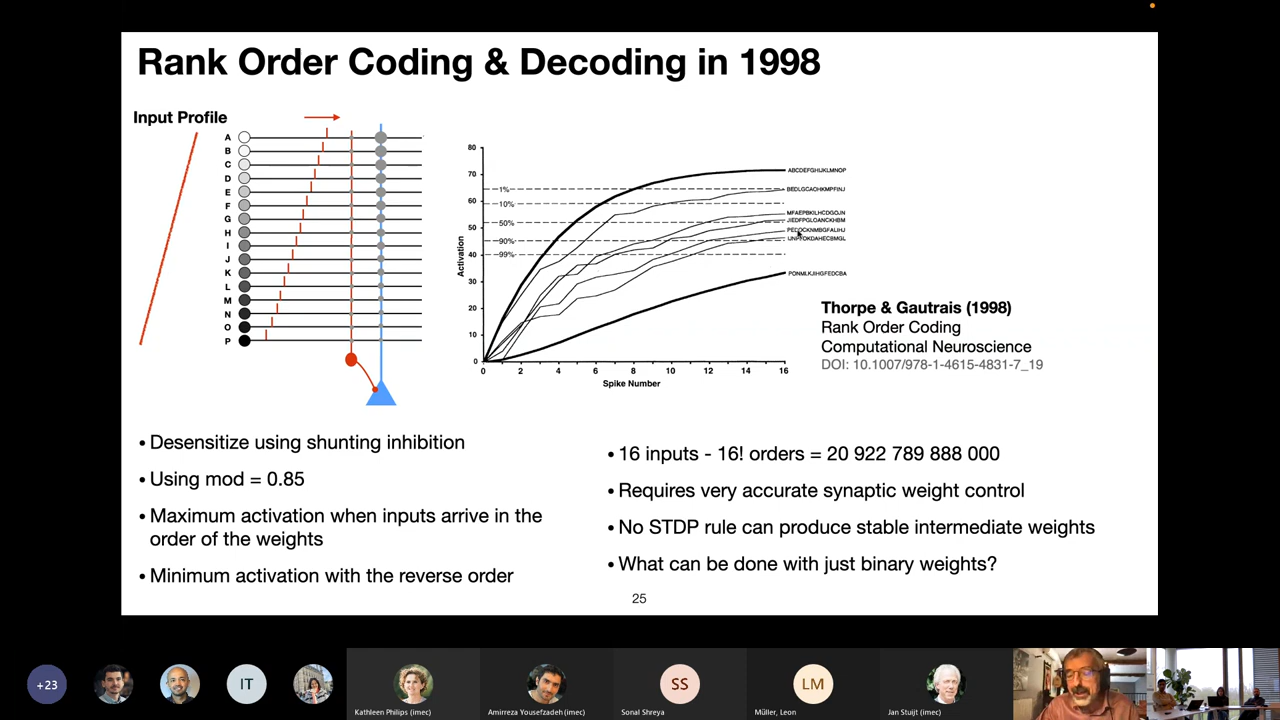 Rank Order Coding & Decoding in 1998
Input Profile
A
B
C
D
E
F
G
H
I
J
K
L
M
N
O
P
80
70
60
50
40
30
20
10
0
Activation
1%
10%
50%
90%
99%
ABCDEFGHIJKLMNOP
BEDLGCAOHKMPFINJ
MFAEPBKILHCDGOJN
0 2 4 6 8 10 12 14 16
Spike Number
PONMLKJIHGFEDCBA
Thorpe & Gautrais (1998)
Rank Order Coding
Computational Neuroscience
DOI: 10.1007/978-1-4615-4831-7_19
• Desensitize using shunting inhibition
• Using mod = 0.85
• Maximum activation when inputs arrive in the
order of the weights
• Minimum activation with the reverse order
• 16 inputs - 16! orders = 20 922 789 888 000
• Requires very accurate synaptic weight control
• No STDP rule can produce stable intermediate weights
• What can be done with just binary weights?
25
+23
IT
SS
LM
Kathleen Philips (imec)
Amirreza Yousefzadeh (imec)
Sonal Shreya
Müller, Leon
Jan Stuijt (imec)